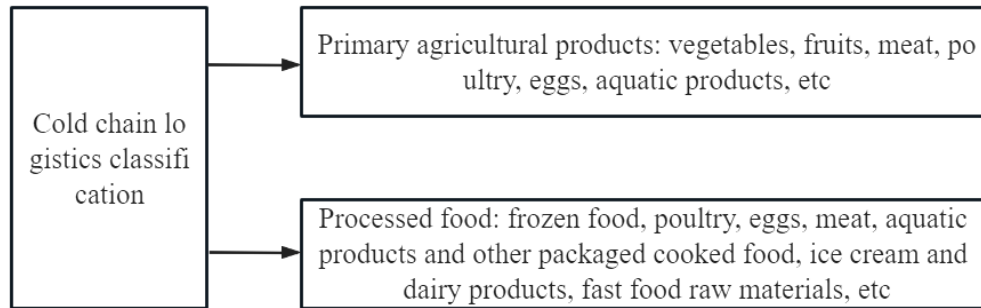 Cold chain lo
gistics classifi
cation
Primary agricultural products: vegetables, fruits, meat, po
ultry, eggs, aquatic products, etc
Processed food: frozen food, poultry, eggs, meat, aquatic
products and other packaged cooked food, ice cream and
dairy products, fast food raw materials, etc